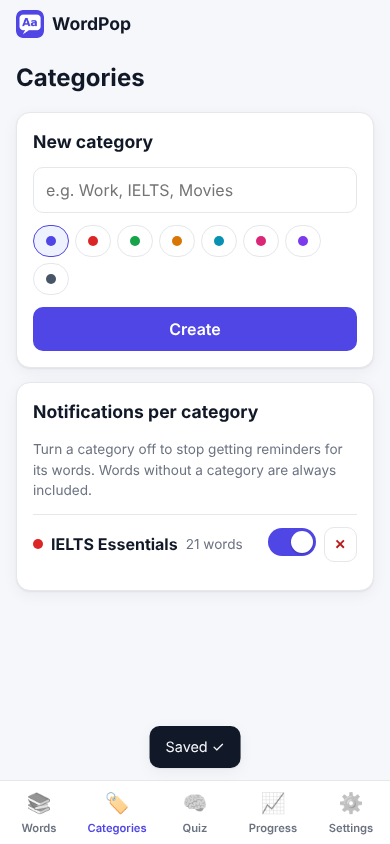 Aa WordPop
Categories
New category
e.g. Work, IELTS, Movies
Create
Notifications per category
Turn a category off to stop getting reminders for
its words. Words without a category are always
included.
IELTS Essentials 21 words ×
Saved ✓
Words Categories Quiz Progress Settings